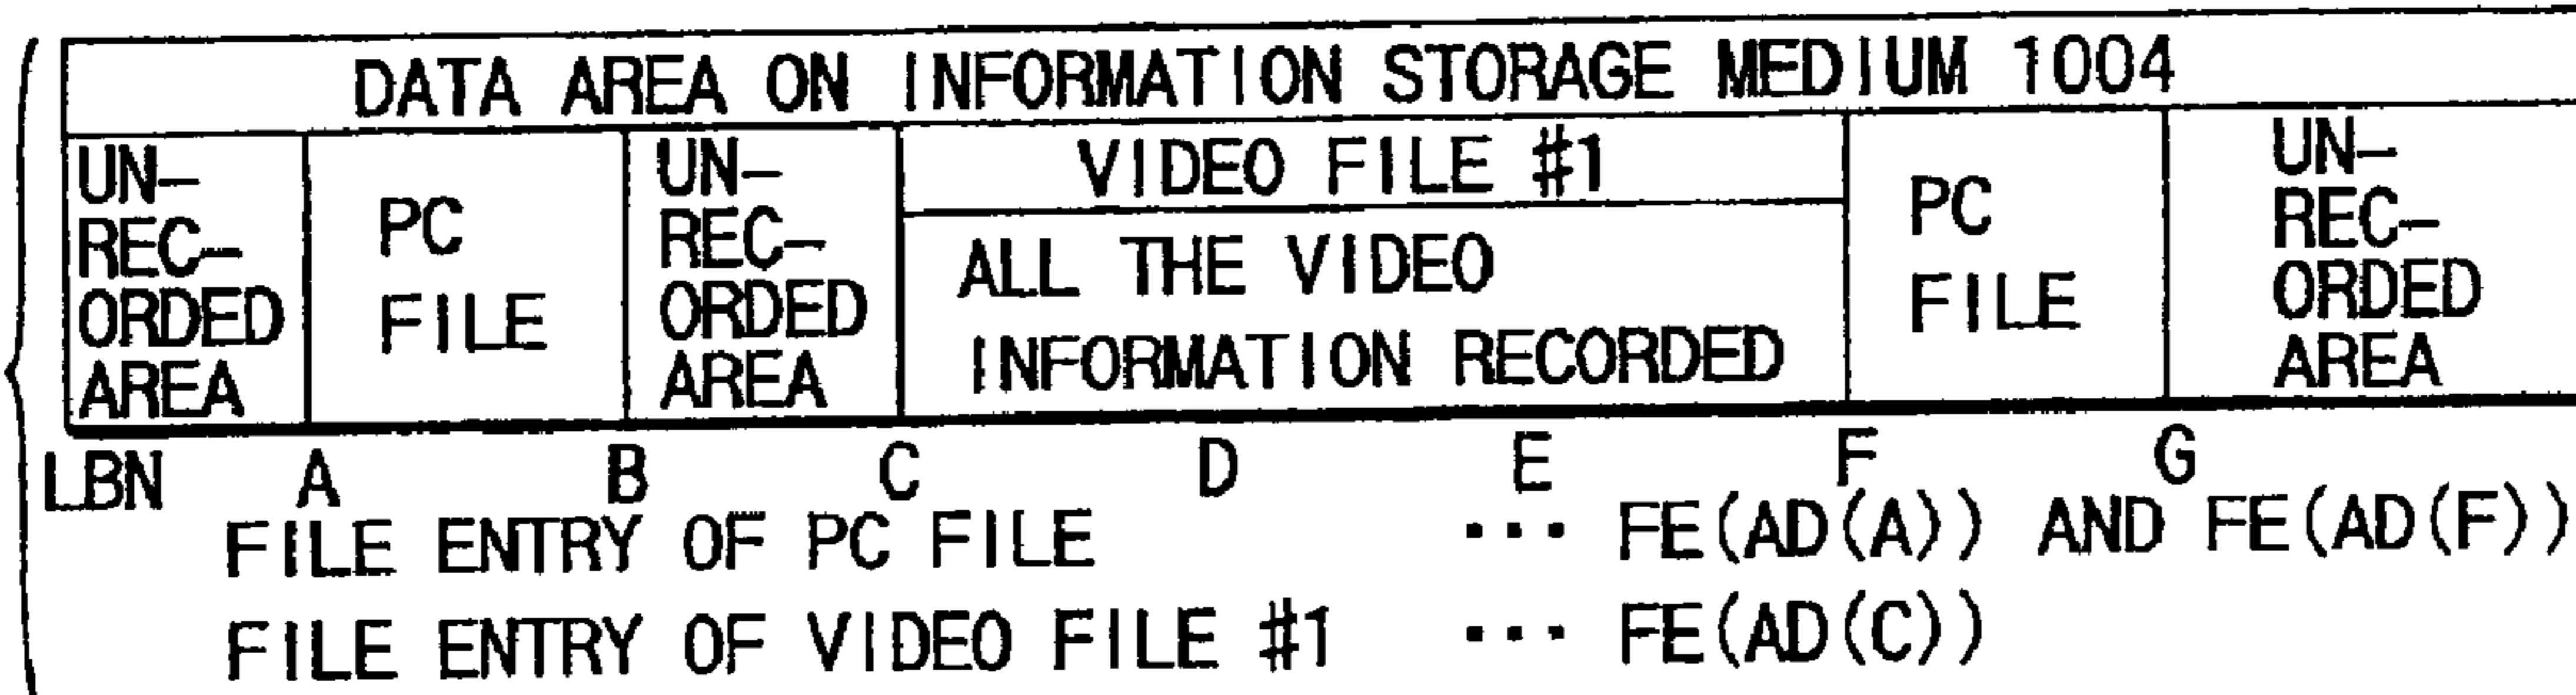 DATA AREA ON INFORMATION STORAGE MEDIUM 1004
UN-
REC-
ORDED
AREA
PC
FILE
UN-
REC-
ORDED
AREA
VIDEO FILE #1
ALL THE VIDEO
INFORMATION RECORDED
PC
FILE
UN-
REC-
ORDED
AREA
LBN A B C D E F G
FILE ENTRY OF PC FILE ··· FE(AD(A)) AND FE(AD(F))
FILE ENTRY OF VIDEO FILE #1 ··· FE(AD(C))